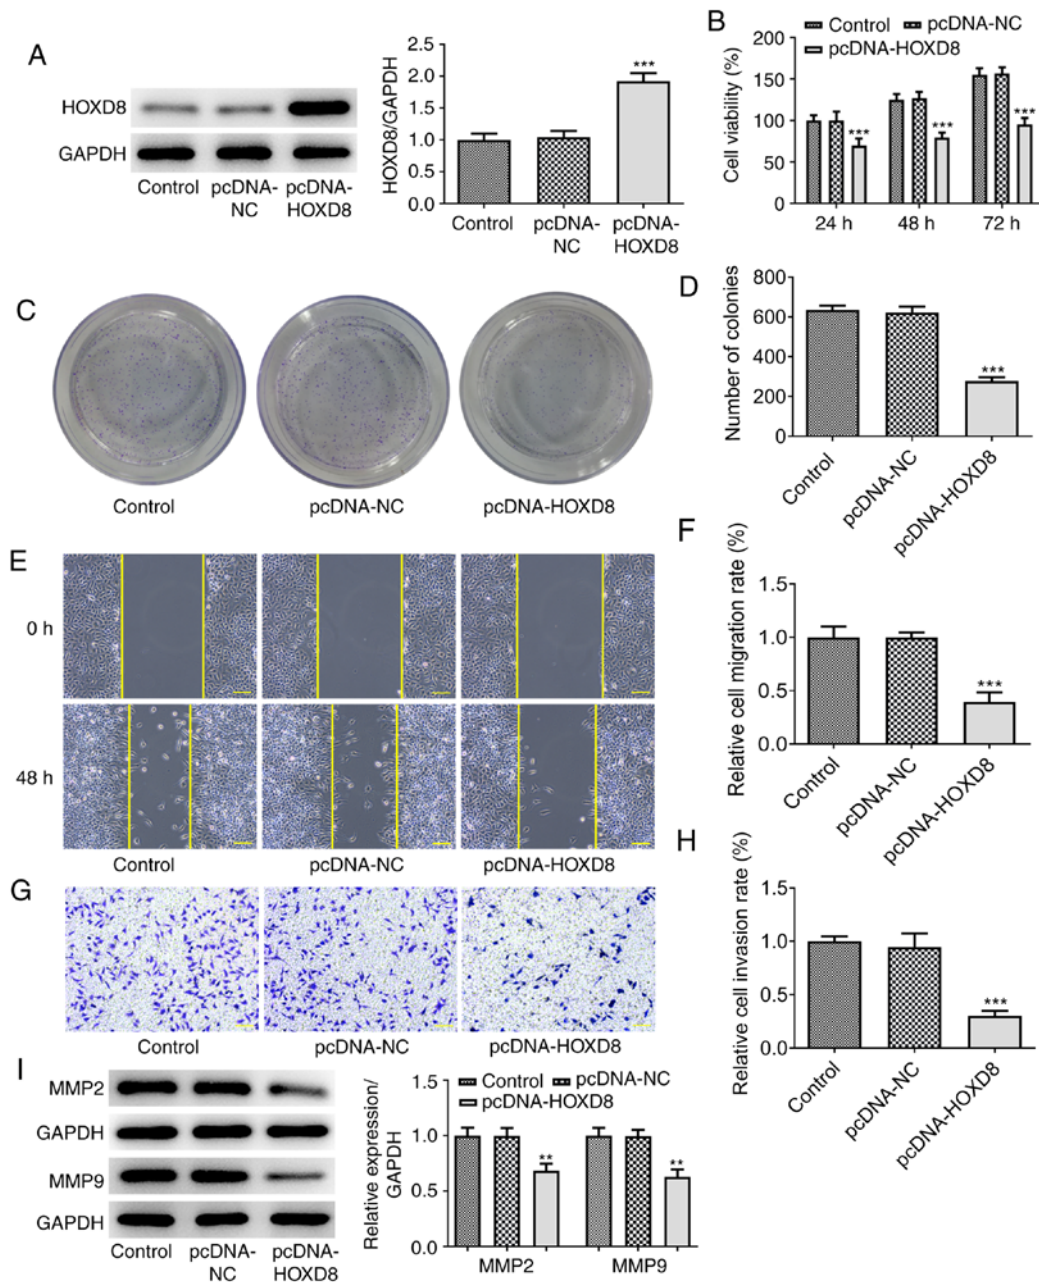 A
HOXD8
GAPDH
Control
pcDNA-
NC
pcDNA-
HOXD8
HOXD8/GAPDH
2.5
2.0
1.5
1.0
0.5
0.0
***
Control
pcDNA-
NC
pcDNA-
HOXD8
B
Control
pcDNA-NC
pcDNA-HOXD8
Cell viability (%)
200
150
100
50
0
***
***
***
24 h
48 h
72 h
C
Control
pcDNA-NC
pcDNA-HOXD8
D
Number of colonies
800
600
400
200
0
***
Control
pcDNA-NC
pcDNA-HOXD8
E
0 h
48 h
Control
pcDNA-NC
pcDNA-HOXD8
F
Relative cell migration rate (%)
1.5
1.0
0.5
0.0
***
Control
pcDNA-NC
pcDNA-HOXD8
G
Control
pcDNA-NC
pcDNA-HOXD8
H
Relative cell invasion rate (%)
1.5
1.0
0.5
0.0
***
Control
pcDNA-NC
pcDNA-HOXD8
I
MMP2
GAPDH
MMP9
GAPDH
Control
pcDNA-
NC
pcDNA-
HOXD8
Relative expression/
GAPDH
1.5
1.0
0.5
0.0
Control
pcDNA-NC
pcDNA-HOXD8
**
**
MMP2
MMP9